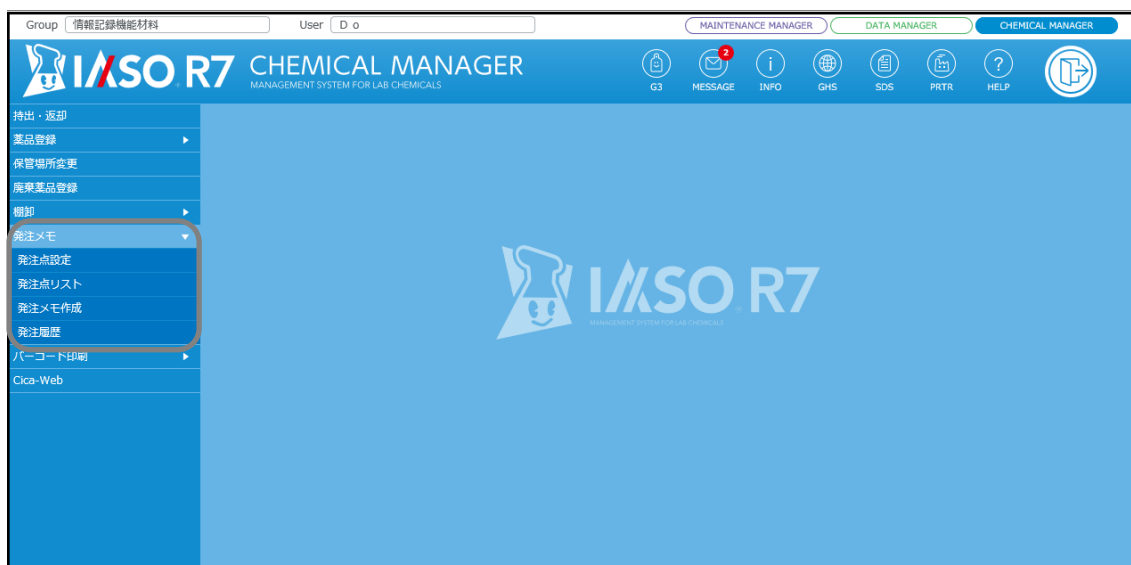 Group 情報記録機能材料 User D o MAINTENANCE MANAGER DATA MANAGER CHEMICAL MANAGER
IASO R7 CHEMICAL MANAGER
MANAGEMENT SYSTEM FOR LAB CHEMICALS
2
G3 MESSAGE INFO GHS SDS PRTR HELP
持出・返却
薬品登録
保管場所変更
廃棄薬品登録
棚卸
発注メモ
発注点設定
発注点リスト
発注メモ作成
発注履歴
バーコード印刷
Cica-Web
IASO R7
MANAGEMENT SYSTEM FOR LAB CHEMICALS